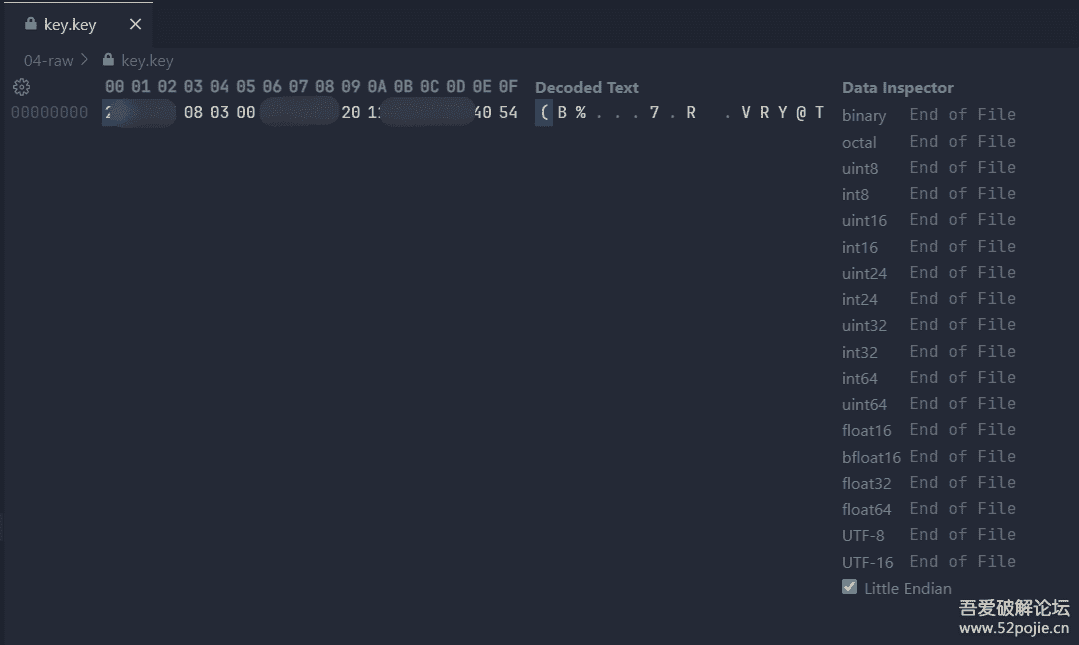 key.key
04-raw > key.key
00 01 02 03 04 05 06 07 08 09 0A 0B 0C 0D 0E 0F Decoded Text Data Inspector
00000000 08 03 00 20 40 54 ( B % . . . 7 . R . V R Y @ T
binary End of File
octal End of File
uint8 End of File
int8 End of File
uint16 End of File
int16 End of File
uint24 End of File
int24 End of File
uint32 End of File
int32 End of File
int64 End of File
uint64 End of File
float16 End of File
bfloat16 End of File
float32 End of File
float64 End of File
UTF-8 End of File
UTF-16 End of File
Little Endian
吾爱破解论坛
www.52pojie.cn